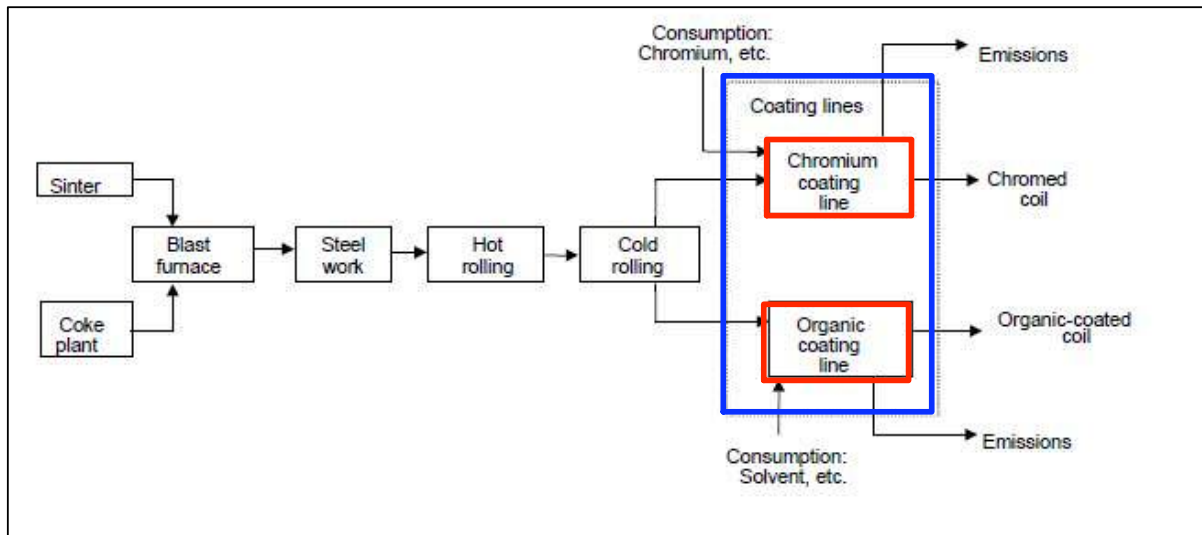 Consumption:
Chromium, etc.
Emissions
Coating lines
Chromium
coating
line
Chromed
coil
Sinter
Blast
furnace
Steel
work
Hot
rolling
Cold
rolling
Coke
plant
Organic
coating
line
Organic-coated
coil
Consumption:
Solvent, etc.
Emissions